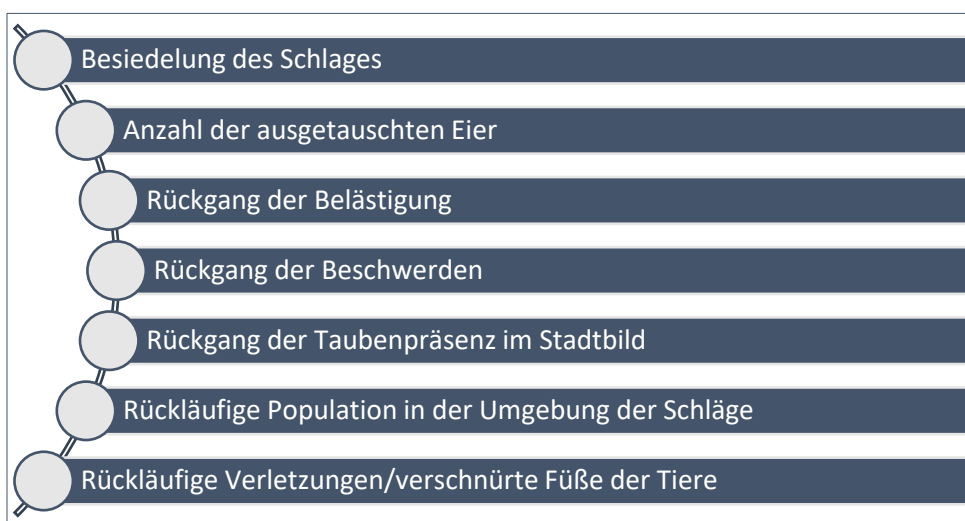 Besiedelung des Schlages
Anzahl der ausgetauschten Eier
Rückgang der Belästigung
Rückgang der Beschwerden
Rückgang der Taubenpräsenz im Stadtbild
Rückläufige Population in der Umgebung der Schläge
Rückläufige Verletzungen/verschnürte Füße der Tiere